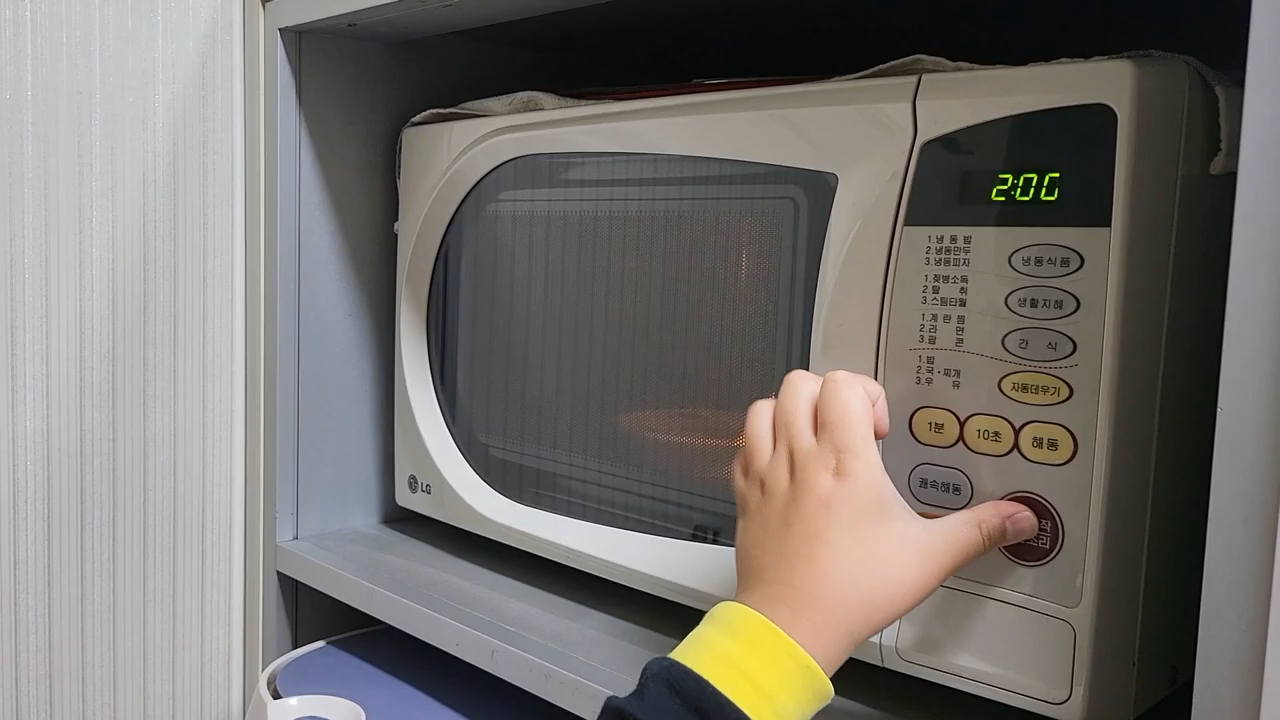 2:00
1.냉 동 밥
2.냉동만두
3.냉동피자
냉동식품
1.젖병소독
2.탈 취
3.스팀타월
생활지혜
1.계 란 찜
2.라 면
3.팝 콘
간 식
1.밥
2.국·찌개
3.우 유
자동데우기
1분
10초
해동
쾌속해동
작
LG